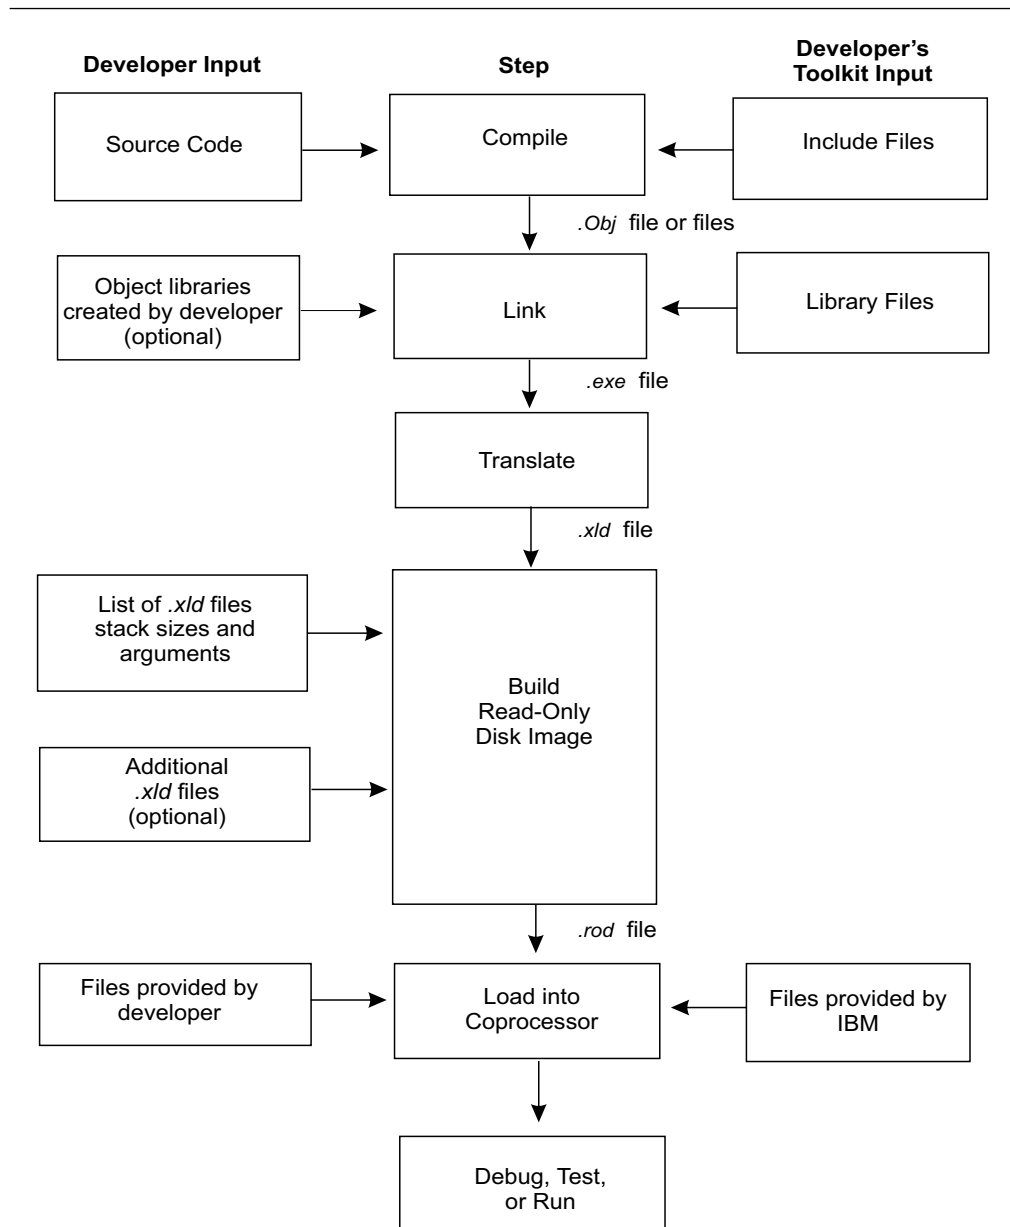 Developer Input
Step
Developer’s
Toolkit Input
Source Code
Compile
Include Files
.Obj file or files
Object libraries
created by developer
(optional)
Link
Library Files
.exe file
Translate
.xld file
List of .xld files
stack sizes and
arguments
Build
Read-Only
Disk Image
Additional
.xld files
(optional)
.rod file
Files provided by
developer
Load into
Coprocessor
Files provided by
IBM
Debug, Test,
or Run